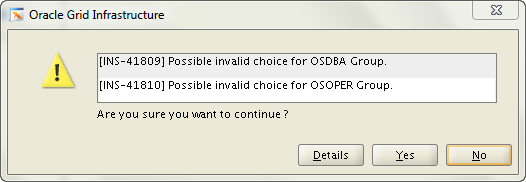 Oracle Grid Infrastructure
[INS-41809] Possible invalid choice for OSDBA Group.
[INS-41810] Possible invalid choice for OSOPER Group.
Are you sure you want to continue?
Details Yes No